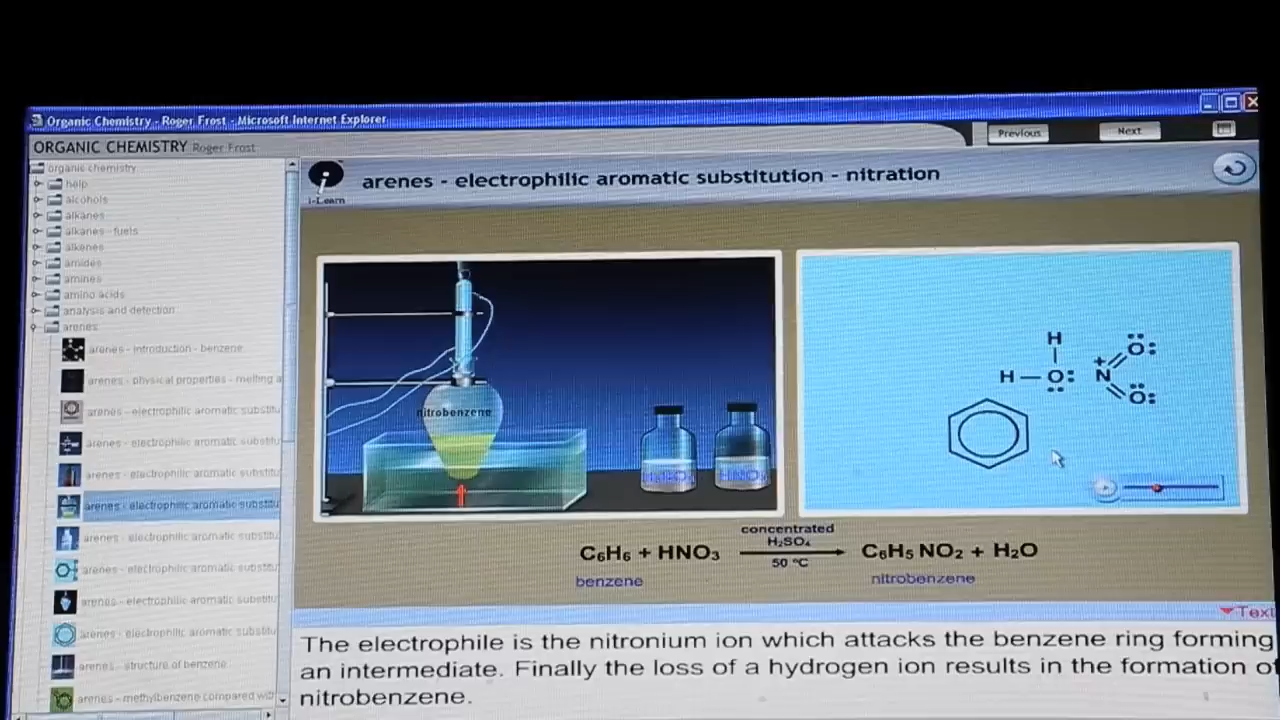 Organic Chemistry - Roger Frost - Microsoft Internet Explorer
ORGANIC CHEMISTRY Roger Frost
Previous
Next
organic chemistry
help
alcohols
alkanes
alkanes - fuels
alkenes
amides
amines
amino acids
analysis and detection
arenes
arenes - introduction - benzene
arenes - physical properties - melting a
arenes - electrophilic aromatic substitu
arenes - electrophilic aromatic substitu
arenes - electrophilic aromatic substitu
arenes - electrophilic aromatic substitu
arenes - electrophilic aromatic substitu
arenes - electrophilic aromatic substitu
arenes - electrophilic aromatic substitu
arenes - electrophilic aromatic substitu
arenes - structure of benzene
arenes - methylbenzene compared with
i
i-Learn
arenes - electrophilic aromatic substitution - nitration
nitrobenzene
H₂SO₄
HNO₃
H
H — O:
+
N
O:
O:
concentrated
H₂SO₄
C₆H₆ + HNO₃ → C₆H₅ NO₂ + H₂O
50 °C
benzene
nitrobenzene
Text
The electrophile is the nitronium ion which attacks the benzene ring forming
an intermediate. Finally the loss of a hydrogen ion results in the formation of
nitrobenzene.